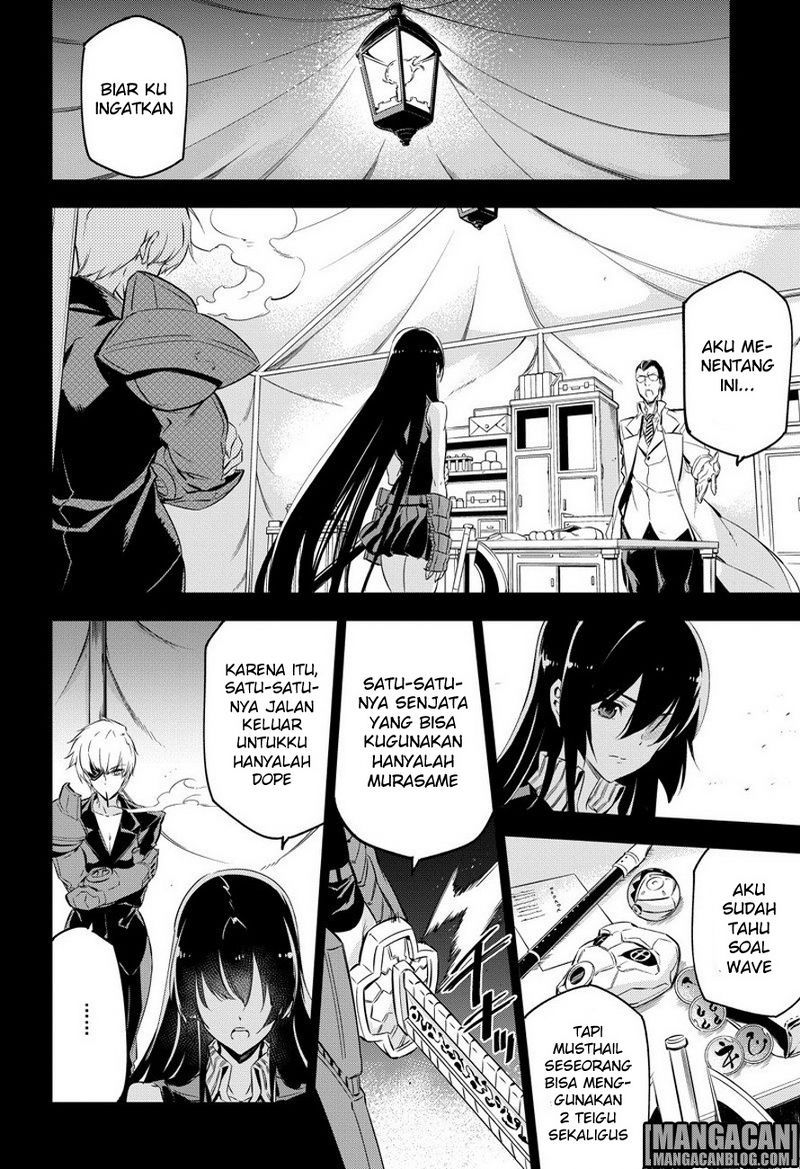 BIAR KU
INGATKAN
AKU ME-
NENTANG
INI...
AKU
SUDAH
TAHU
SOAL
WAVE
TAPI
MUSTHAIL
SESEORANG
BISA MENG-
GUNAKAN
2 TEIGU
SEKALIGUS
SATU-SATU-
NYA SENJATA
YANG BISA
KUGUNAKAN
HANYALAH
MURASAME
KARENA ITU,
SATU-SATU-
NYA JALAN
KELUAR
UNTUKKU
HANYALAH
DOPE
........
MANGACAN
MANGACANBLOG.COM